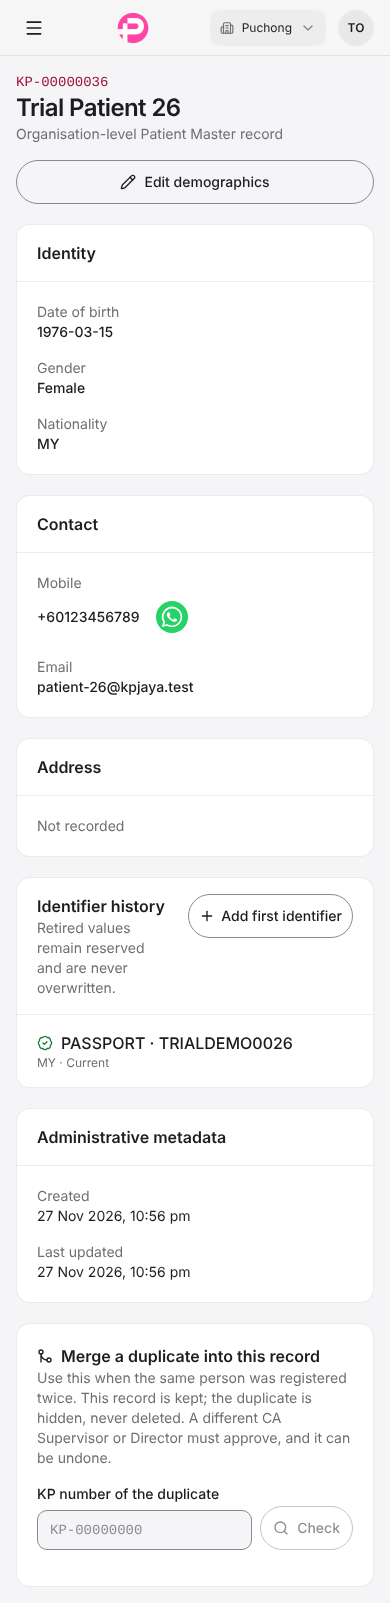 Puchong
TO
KP-00000036
Trial Patient 26
Organisation-level Patient Master record
Edit demographics
Identity
Date of birth
1976-03-15
Gender
Female
Nationality
MY
Contact
Mobile
+60123456789
Email
patient-26@kpjaya.test
Address
Not recorded
Identifier history
Retired values
remain reserved
and are never
overwritten.
Add first identifier
PASSPORT · TRIALDEMO0026
MY · Current
Administrative metadata
Created
27 Nov 2026, 10:56 pm
Last updated
27 Nov 2026, 10:56 pm
Merge a duplicate into this record
Use this when the same person was registered
twice. This record is kept; the duplicate is
hidden, never deleted. A different CA
Supervisor or Director must approve, and it can
be undone.
KP number of the duplicate
KP-00000000
Check